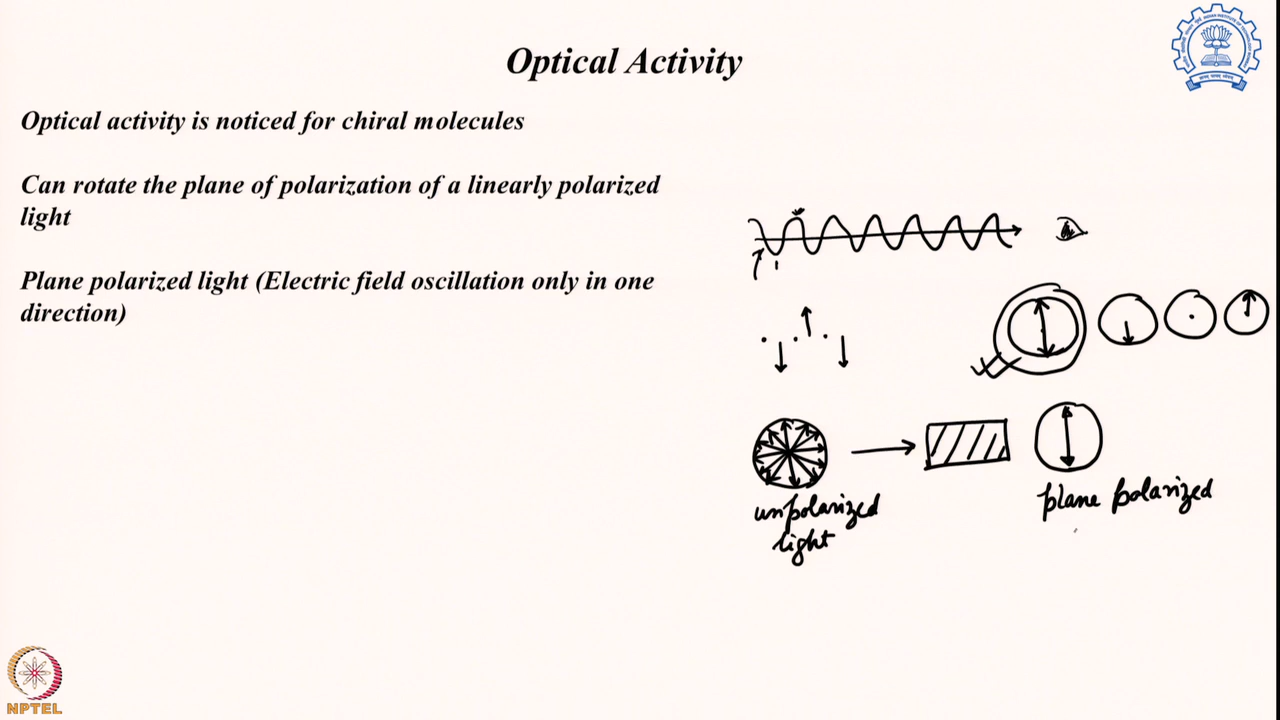 Optical Activity
Optical activity is noticed for chiral molecules
Can rotate the plane of polarization of a linearly polarized
light
Plane polarized light (Electric field oscillation only in one
direction)
unpolarized
light
plane polarized
NPTEL